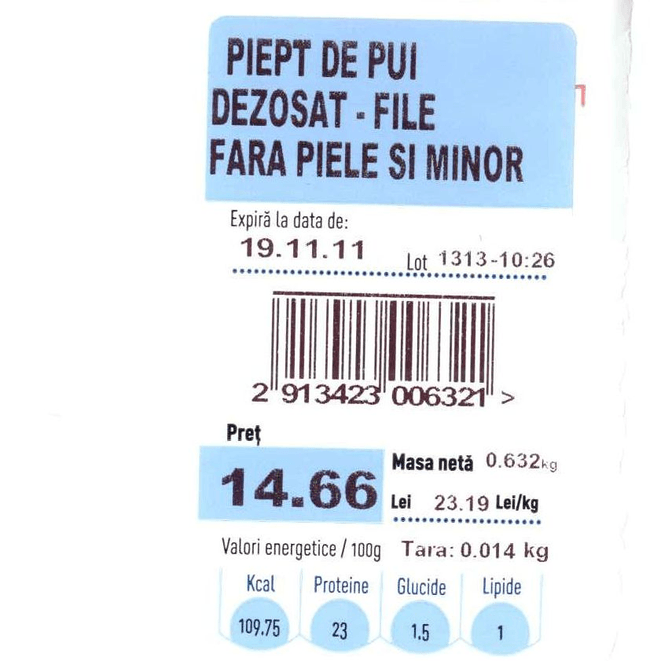 PIEPT DE PUI
DEZOSAT - FILE
FARA PIELE SI MINOR
Expiră la data de:
19.11.11 Lot 1313-10:26
2 913423 006321 >
Preț
14.66
Masa netă 0.632kg
Lei 23.19 Lei/kg
Valori energetice / 100g Tara: 0.014 kg
Kcal Proteine Glucide Lipide
109.75 23 1.5 1